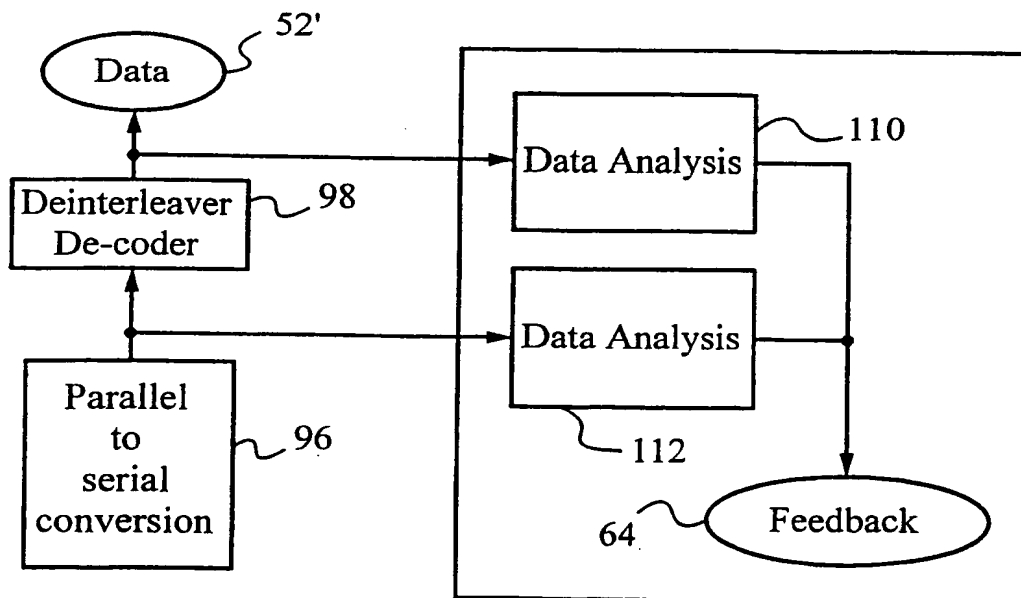 52'
Data
110
Data Analysis
98
Deinterleaver
De-coder
Data Analysis
Parallel
to
serial
conversion
96
112
64
Feedback